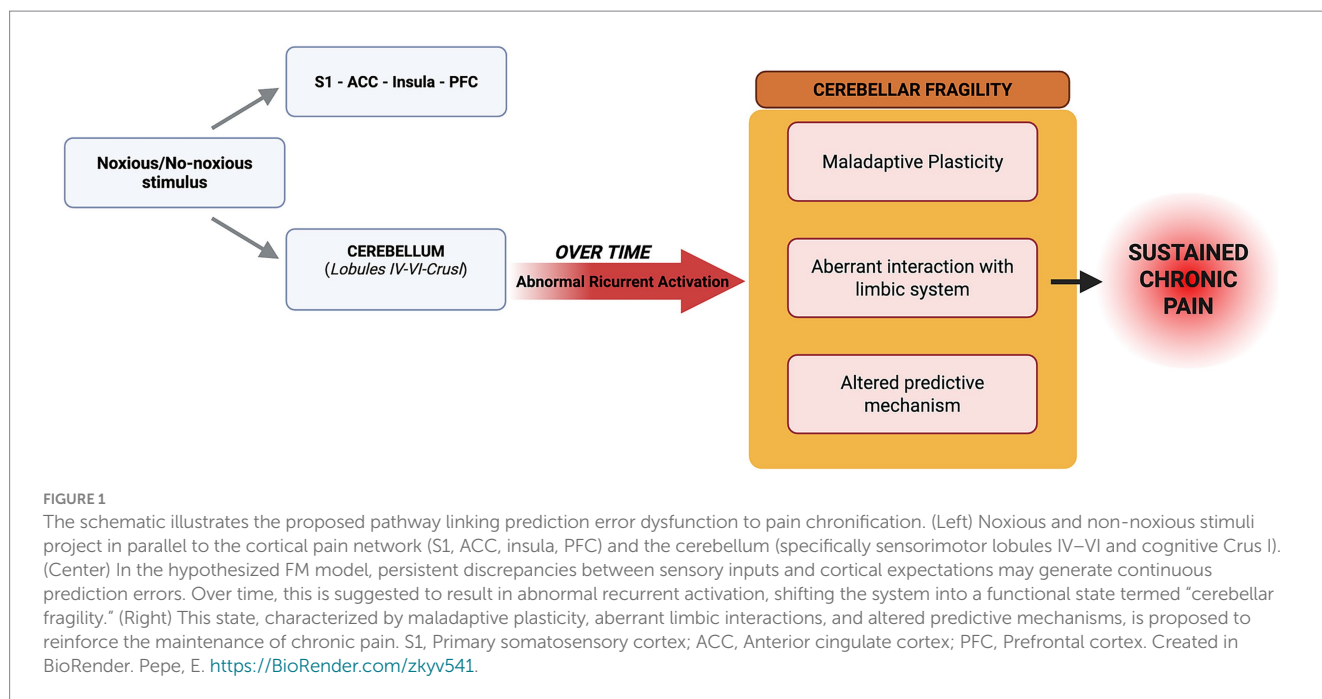 S1 - ACC - Insula - PFC
Noxious/No-noxious
stimulus
CEREBELLUM
(Lobules IV-VI-CrusI)
OVER TIME
Abnormal Ricurrent Activation
CEREBELLAR FRAGILITY
Maladaptive Plasticity
Aberrant interaction with
limbic system
Altered predictive
mechanism
SUSTAINED
CHRONIC
PAIN
FIGURE 1
The schematic illustrates the proposed pathway linking prediction error dysfunction to pain chronification. (Left) Noxious and non-noxious stimuli
project in parallel to the cortical pain network (S1, ACC, insula, PFC) and the cerebellum (specifically sensorimotor lobules IV–VI and cognitive Crus I).
(Center) In the hypothesized FM model, persistent discrepancies between sensory inputs and cortical expectations may generate continuous
prediction errors. Over time, this is suggested to result in abnormal recurrent activation, shifting the system into a functional state termed “cerebellar
fragility.” (Right) This state, characterized by maladaptive plasticity, aberrant limbic interactions, and altered predictive mechanisms, is proposed to
reinforce the maintenance of chronic pain. S1, Primary somatosensory cortex; ACC, Anterior cingulate cortex; PFC, Prefrontal cortex. Created in
BioRender. Pepe, E. https://BioRender.com/zkyv541.